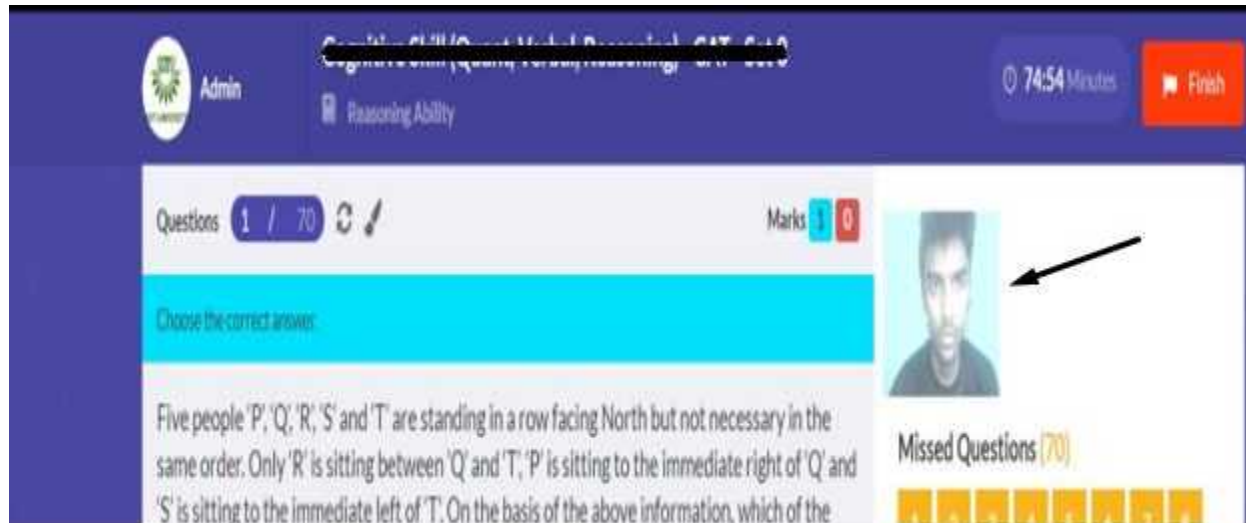 Admin
Reasoning Ability
74:54 Minutes
Finish
Questions 1 / 70
Marks 1 0
Choose the correct answer.
Five people 'P', 'Q', 'R', 'S' and 'T' are standing in a row facing North but not necessary in the
same order. Only 'R' is sitting between 'Q' and 'T', 'P' is sitting to the immediate right of 'Q' and
'S' is sitting to the immediate left of 'T'. On the basis of the above information, which of the
Missed Questions (70)